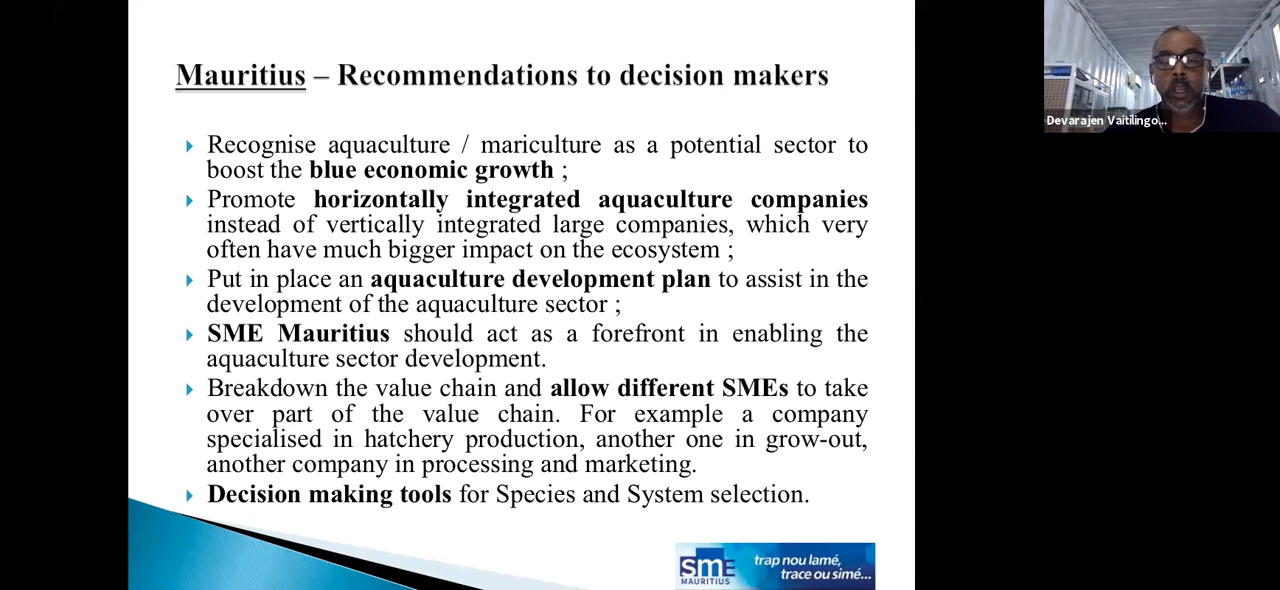 Mauritius – Recommendations to decision makers
Recognise aquaculture / mariculture as a potential sector to
boost the blue economic growth ;
Promote horizontally integrated aquaculture companies
instead of vertically integrated large companies, which very
often have much bigger impact on the ecosystem ;
Put in place an aquaculture development plan to assist in the
development of the aquaculture sector ;
SME Mauritius should act as a forefront in enabling the
aquaculture sector development.
Breakdown the value chain and allow different SMEs to take
over part of the value chain. For example a company
specialised in hatchery production, another one in grow-out,
another company in processing and marketing.
Decision making tools for Species and System selection.
smE
MAURITIUS
trap nou lamé,
trace ou simé...
Devarajen Vaitilingo...